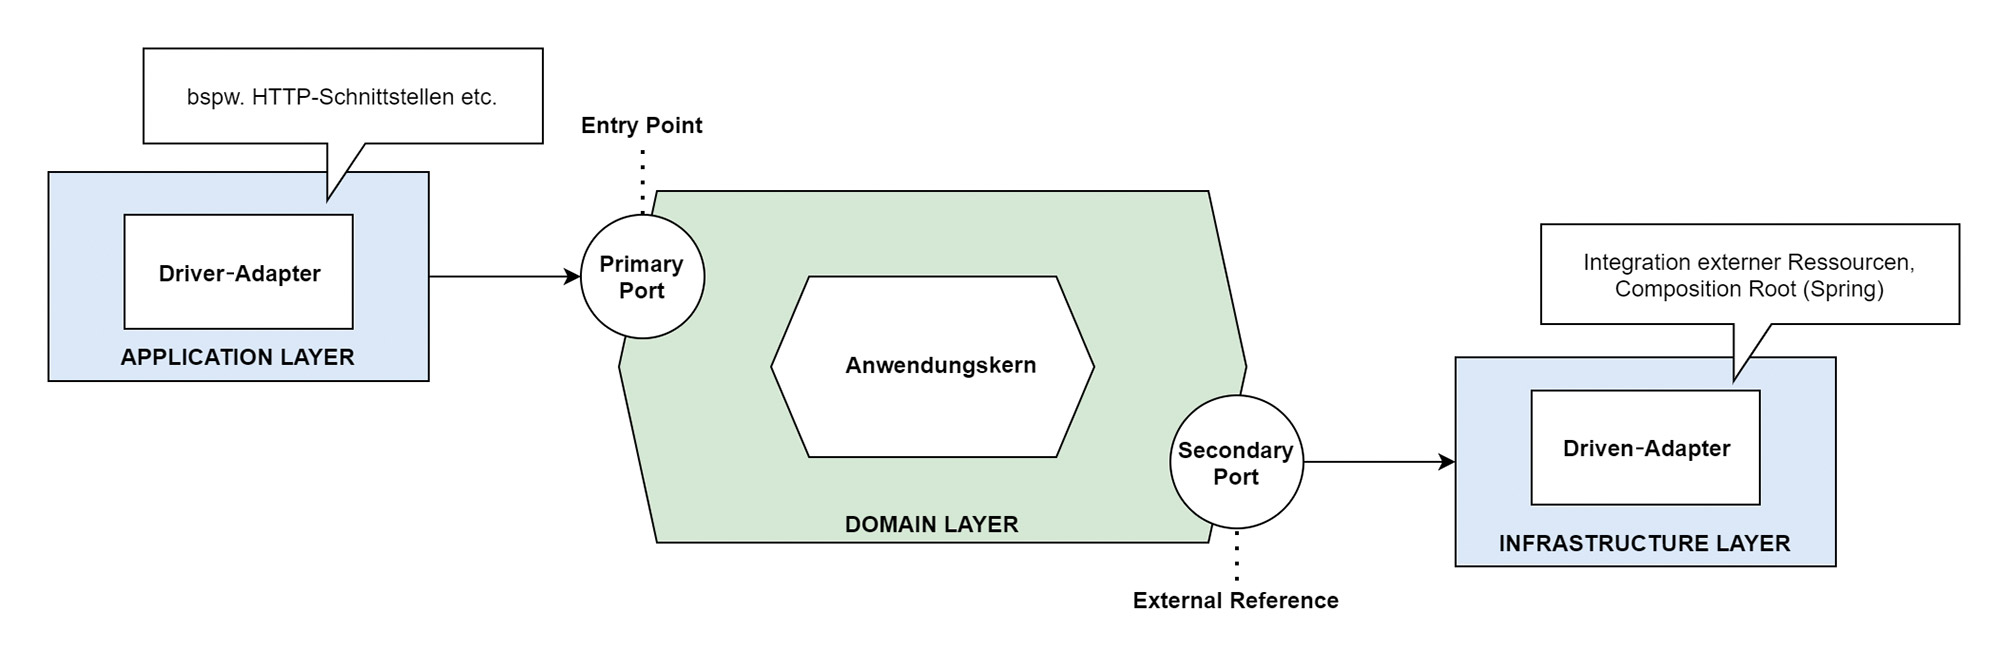 bspw. HTTP-Schnittstellen etc.
Driver-Adapter
APPLICATION LAYER
Entry Point
Primary
Port
Anwendungskern
DOMAIN LAYER
Secondary
Port
External Reference
Integration externer Ressourcen,
Composition Root (Spring)
Driven-Adapter
INFRASTRUCTURE LAYER